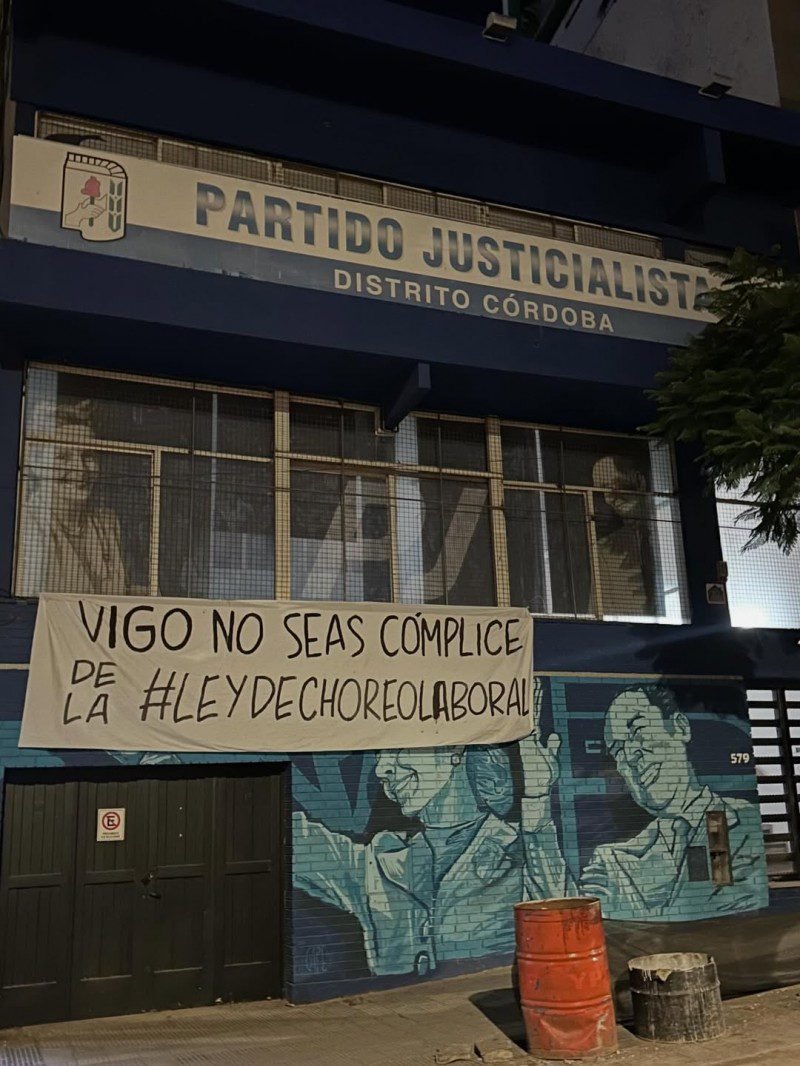 PARTIDO JUSTICIALISTA
DISTRITO CÓRDOBA
VIGO NO SEAS CÓMPLICE
DE LA #LEYDECHOREOLABORAL
579
E